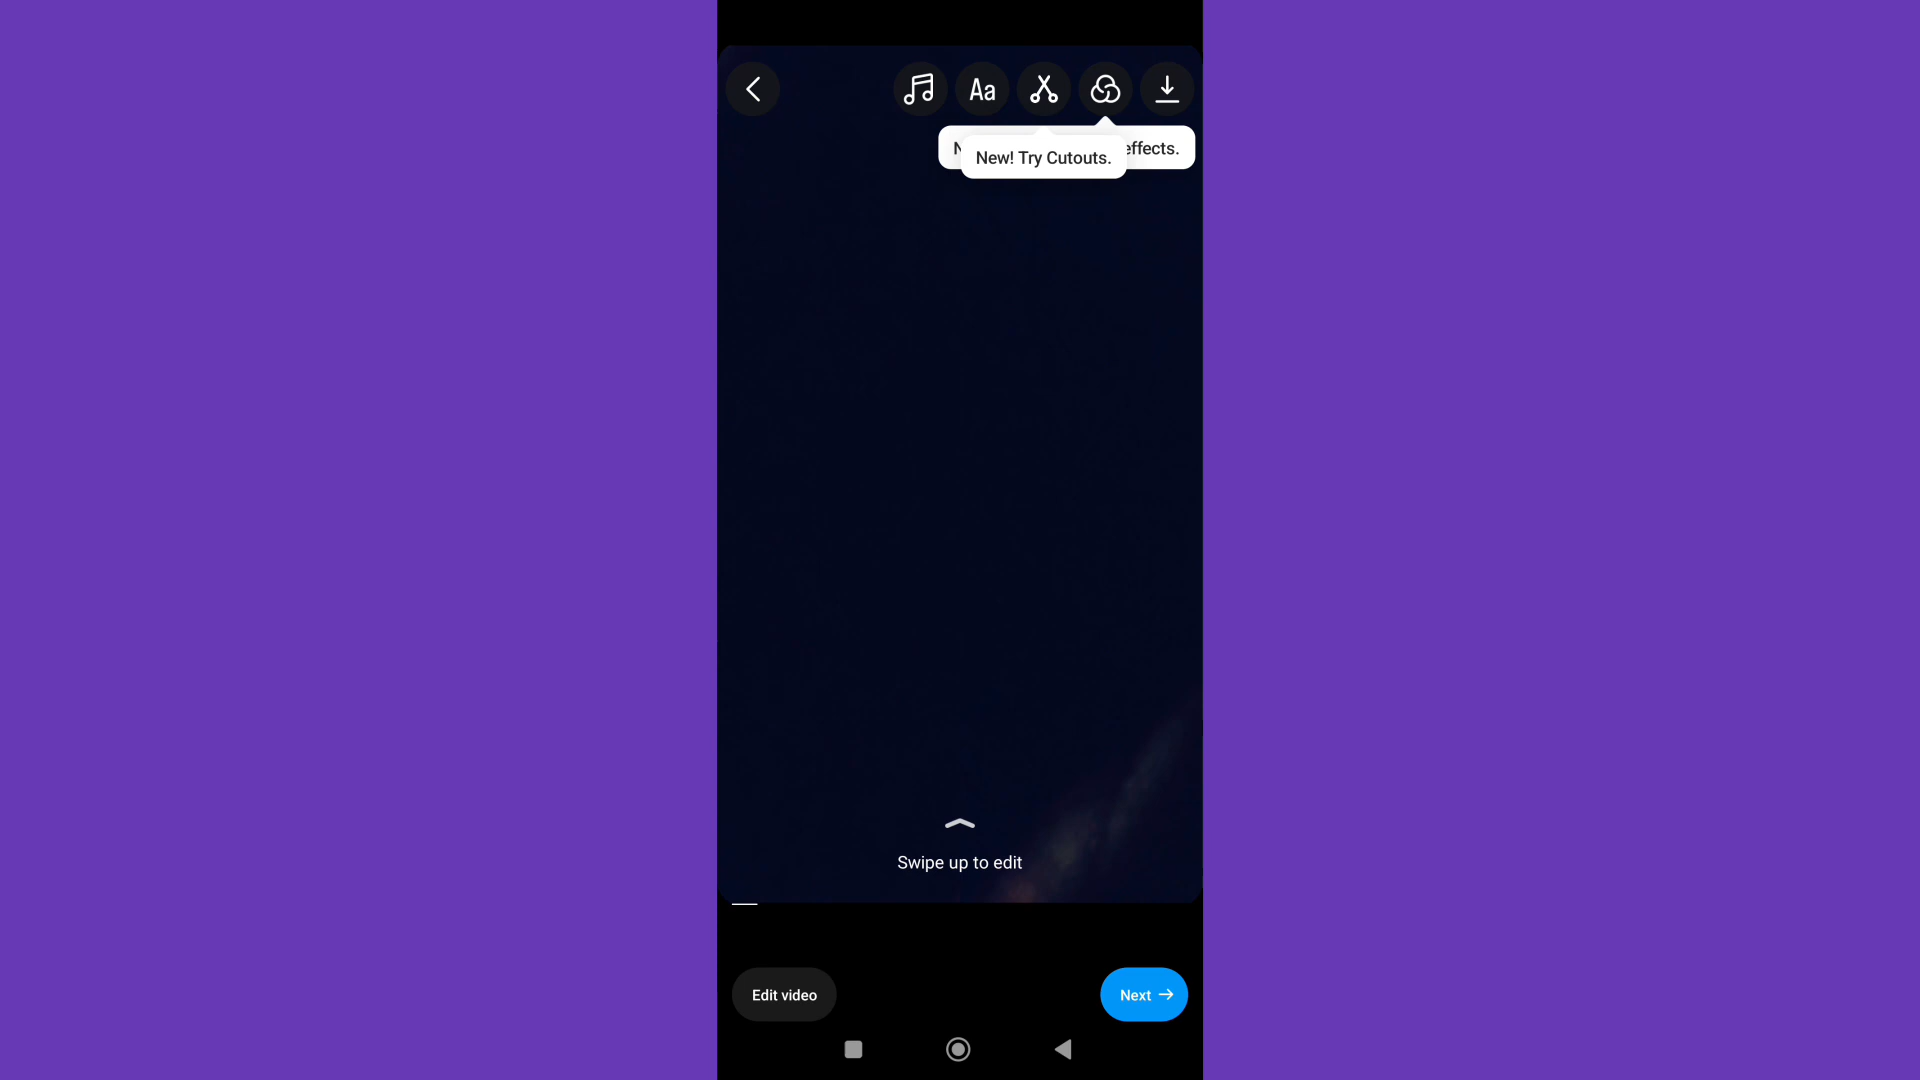 Aa
effects.
New! Try Cutouts.
Swipe up to edit
Edit video
Next